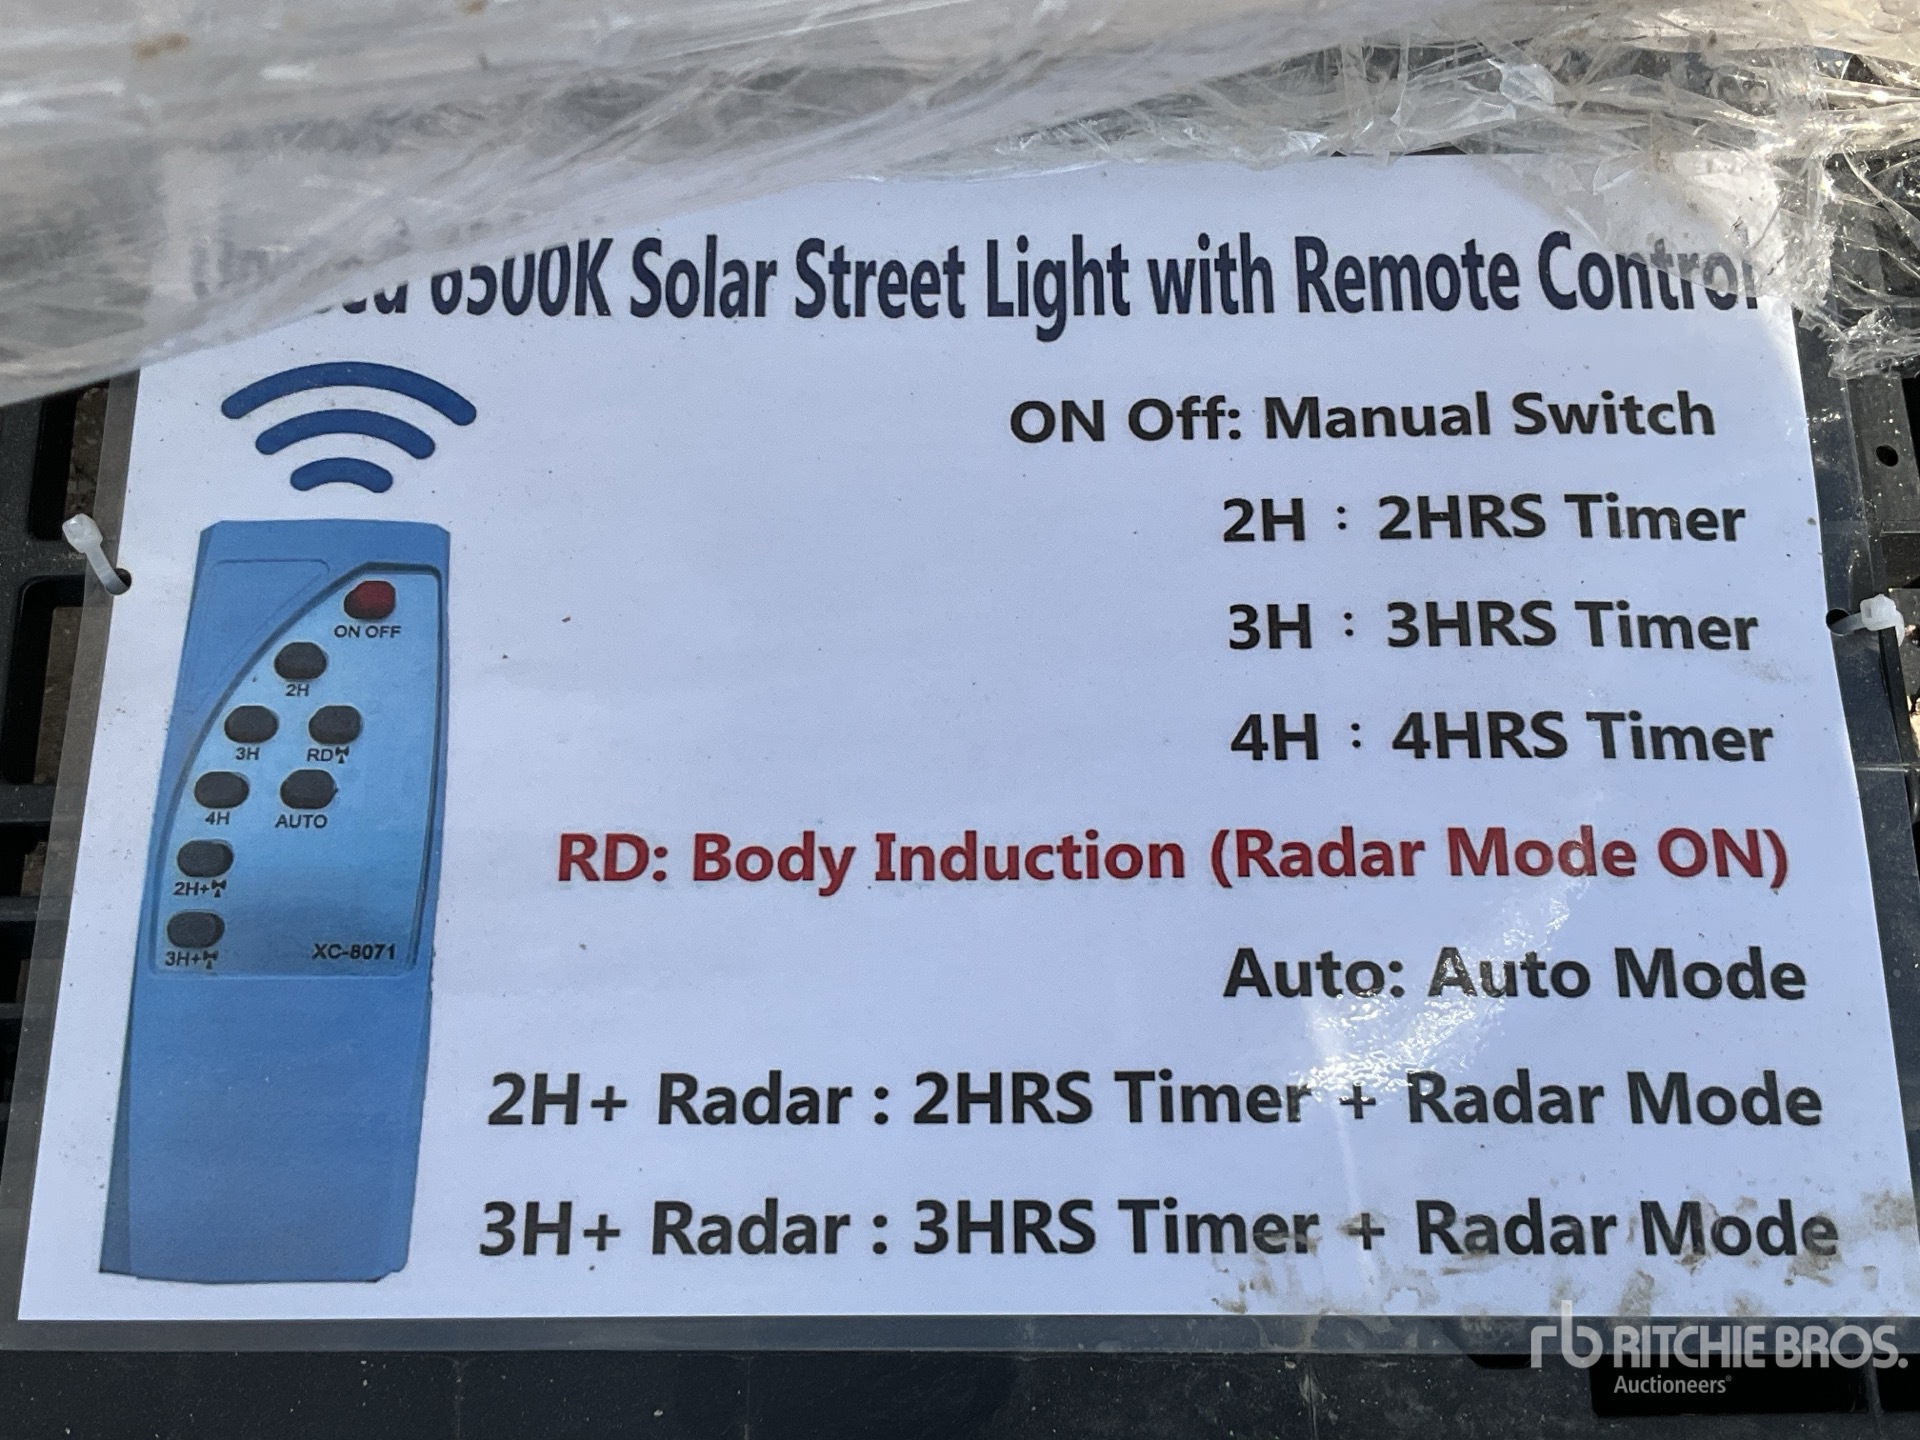 6500K Solar Street Light with Remote Control
ON Off: Manual Switch
2H : 2HRS Timer
3H : 3HRS Timer
4H : 4HRS Timer
RD: Body Induction (Radar Mode ON)
Auto: Auto Mode
2H+ Radar : 2HRS Timer + Radar Mode
3H+ Radar : 3HRS Timer + Radar Mode
ON OFF
2H
3H RD
4H AUTO
2H+
3H+ XC-8071
rb RITCHIE BROS.
Auctioneers